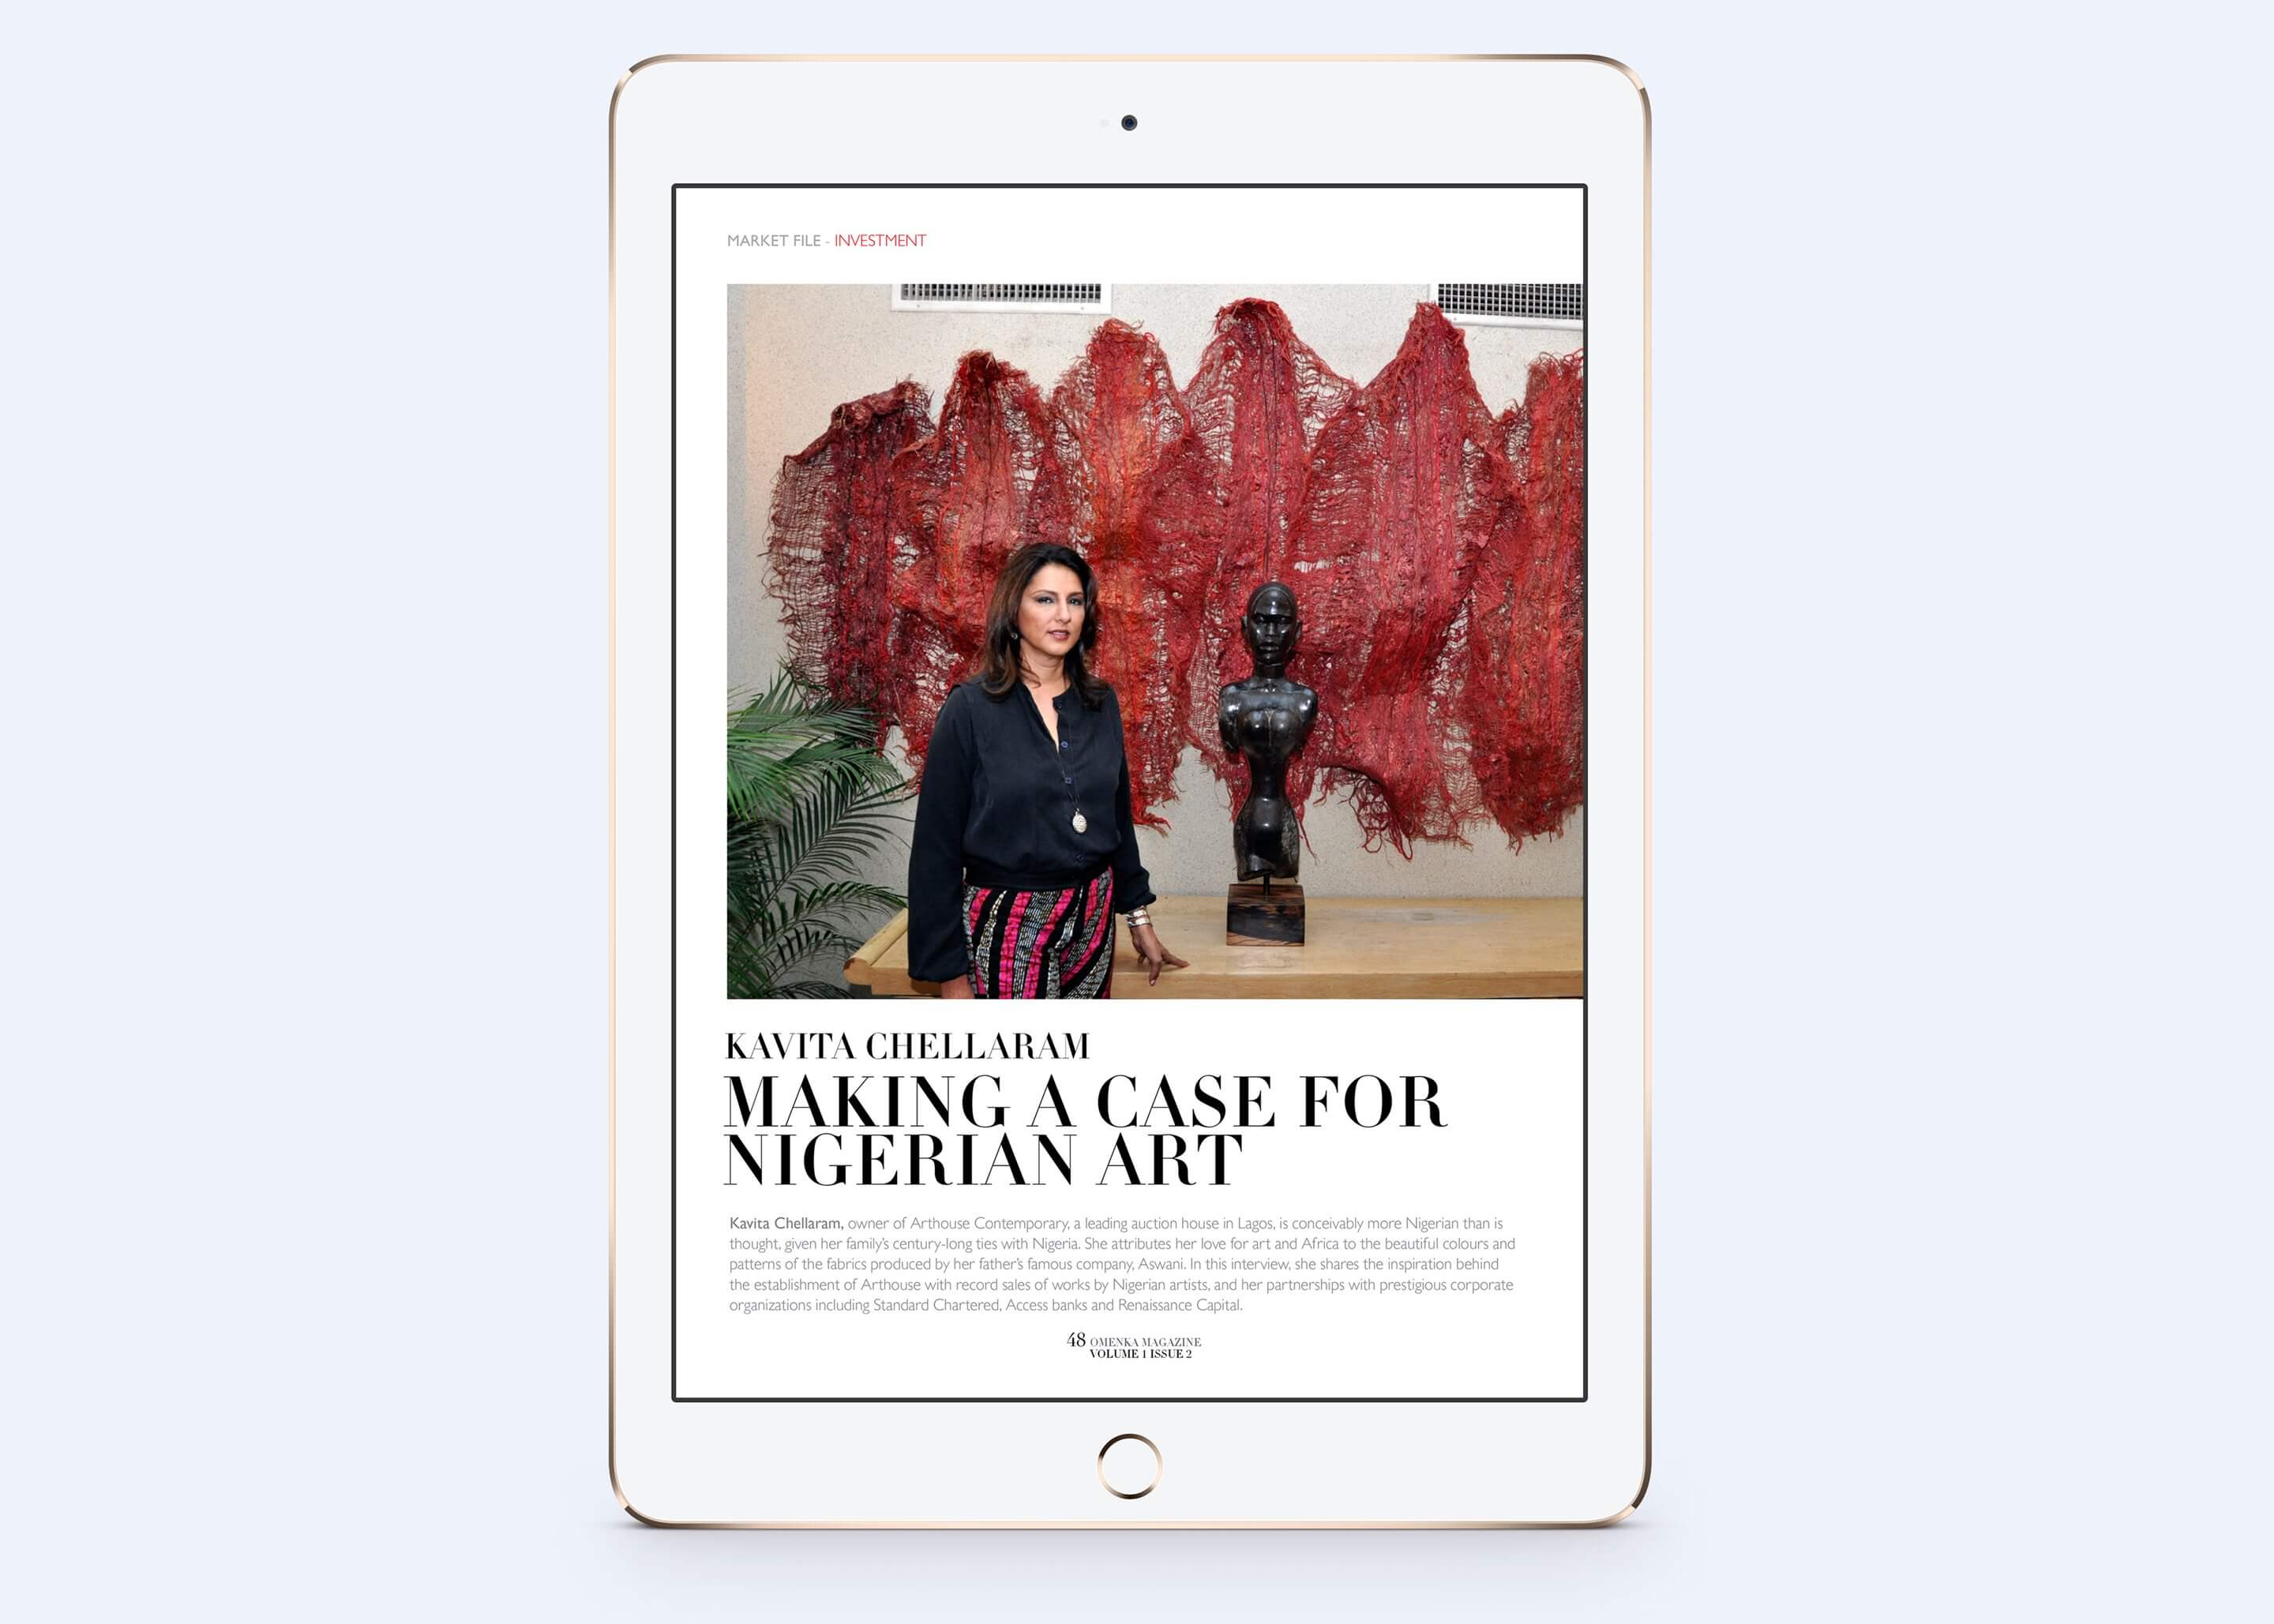 MARKET FILE - INVESTMENT
KAVITA CHELLARAM
MAKING A CASE FOR
NIGERIAN ART
Kavita Chellaram, owner of Arthouse Contemporary, a leading auction house in Lagos, is conceivably more Nigerian than is
thought, given her family's century-long ties with Nigeria. She attributes her love for art and Africa to the beautiful colours and
patterns of the fabrics produced by her father's famous company, Aswani. In this interview, she shares the inspiration behind
the establishment of Arthouse with record sales of works by Nigerian artists, and her partnerships with prestigious corporate
organizations including Standard Chartered, Access banks and Renaissance Capital.
48 OMENKA MAGAZINE
VOLUME 1 ISSUE 2